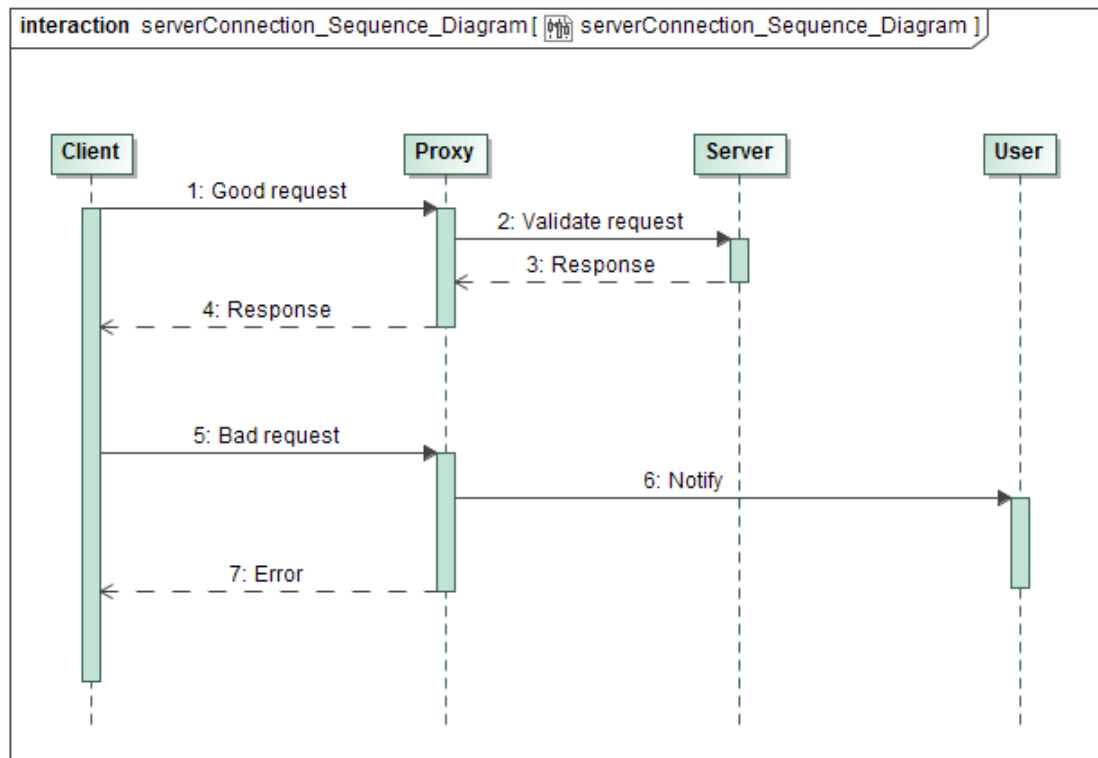 interaction serverConnection_Sequence_Diagram [ serverConnection_Sequence_Diagram ]
Client Proxy Server User
1: Good request
2: Validate request
3: Response
4: Response
5: Bad request
6: Notify
7: Error